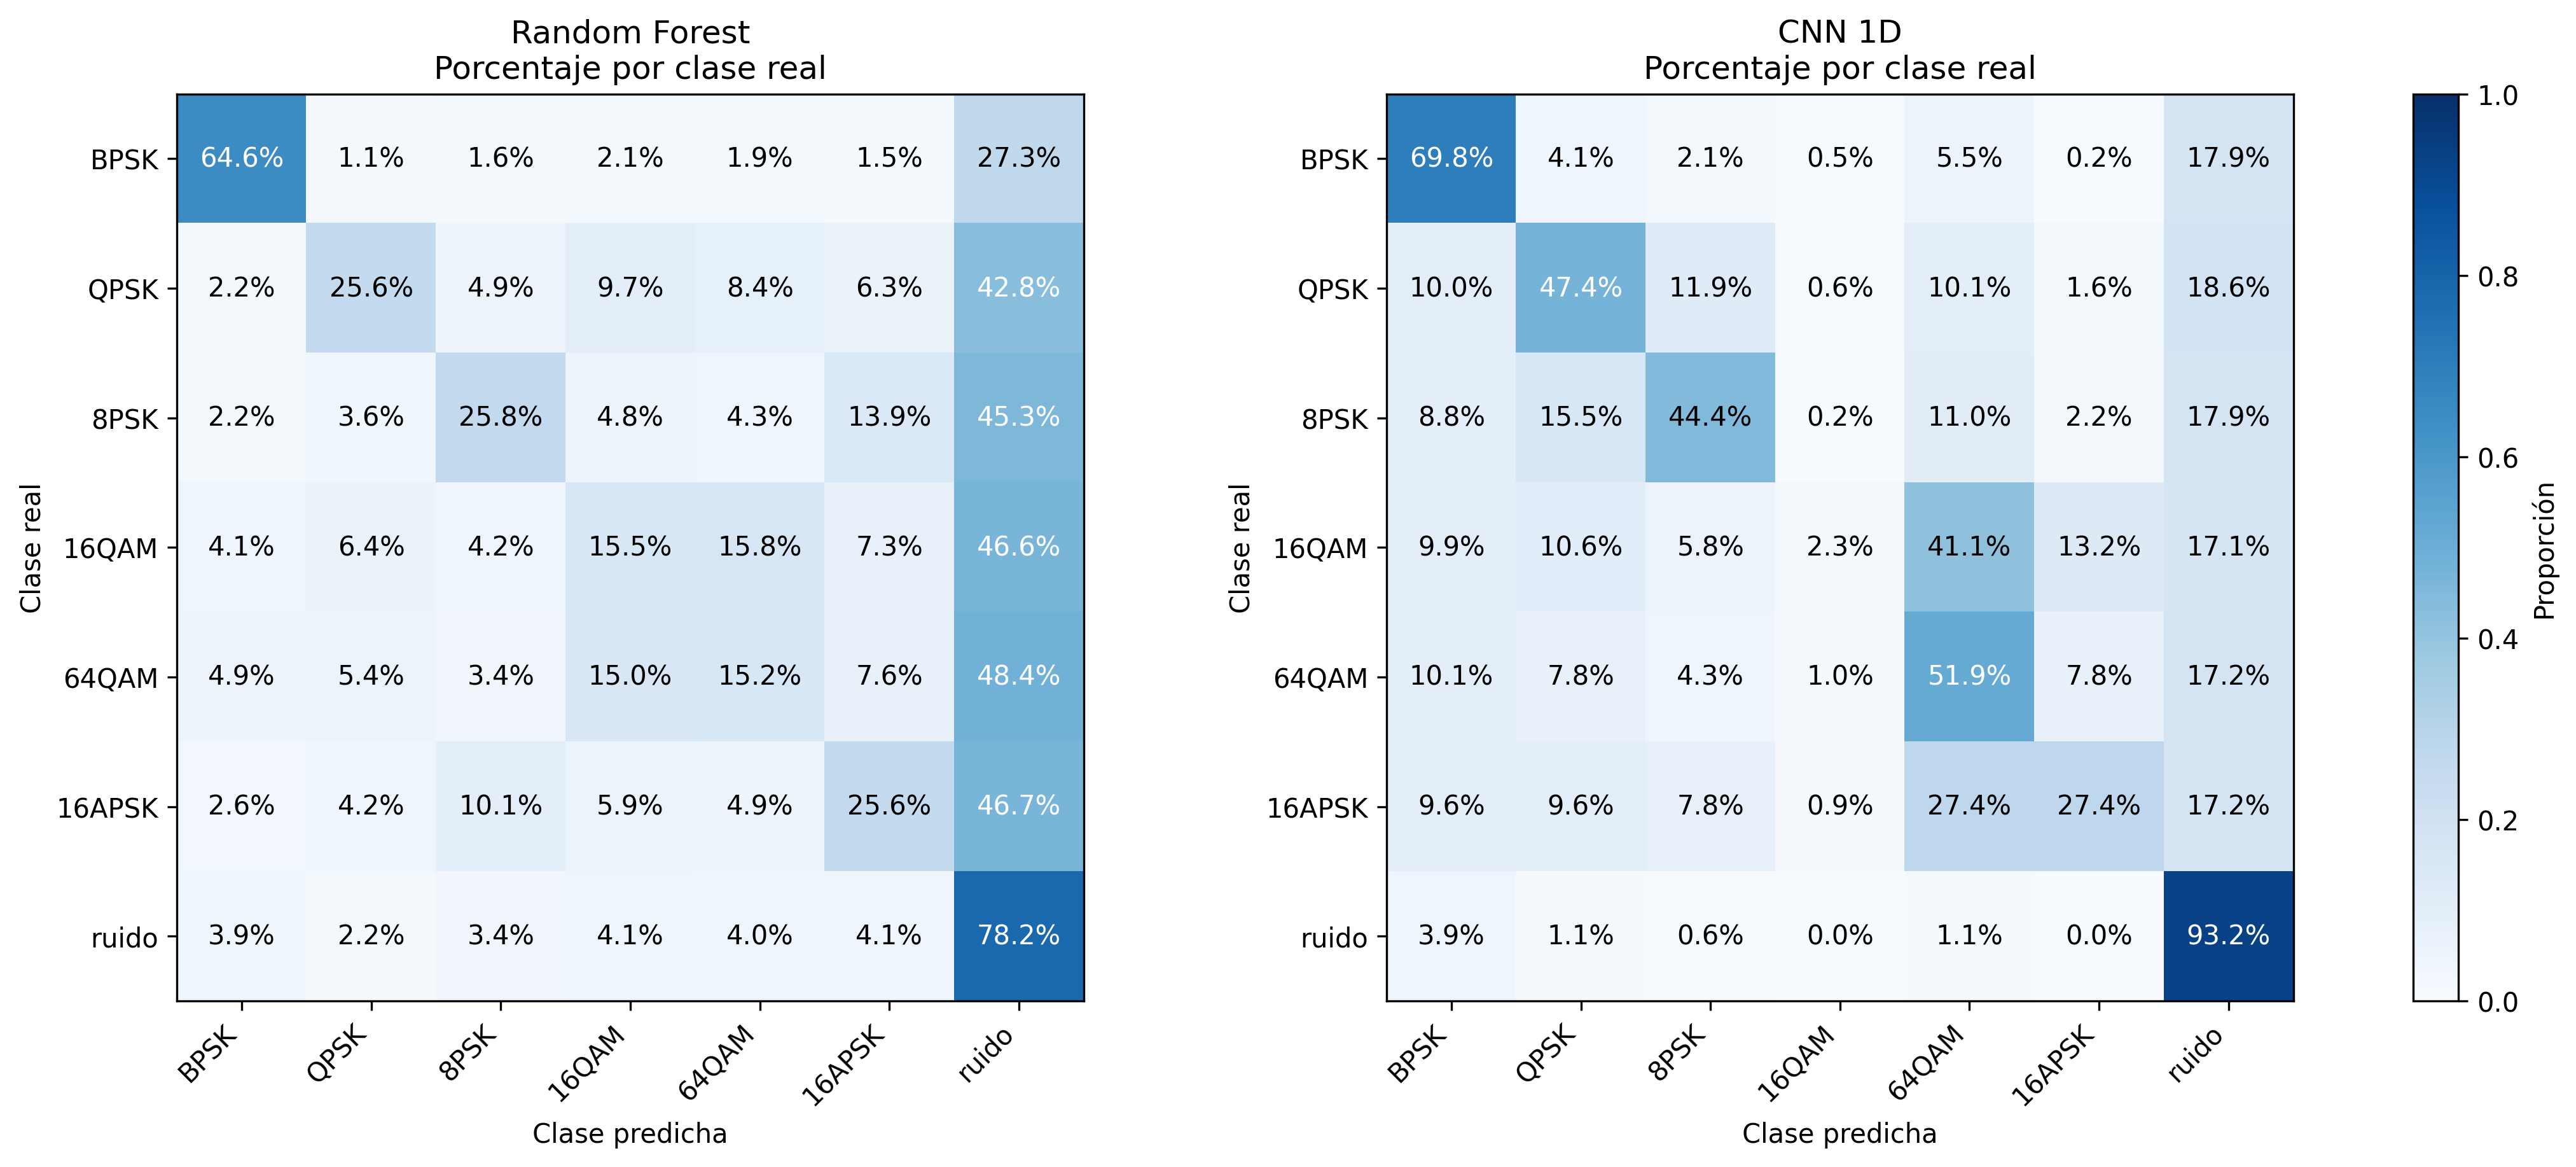 Random Forest
Porcentaje por clase real
Clase real
BPSK 64.6% 1.1% 1.6% 2.1% 1.9% 1.5% 27.3%
QPSK 2.2% 25.6% 4.9% 9.7% 8.4% 6.3% 42.8%
8PSK 2.2% 3.6% 25.8% 4.8% 4.3% 13.9% 45.3%
16QAM 4.1% 6.4% 4.2% 15.5% 15.8% 7.3% 46.6%
64QAM 4.9% 5.4% 3.4% 15.0% 15.2% 7.6% 48.4%
16APSK 2.6% 4.2% 10.1% 5.9% 4.9% 25.6% 46.7%
ruido 3.9% 2.2% 3.4% 4.1% 4.0% 4.1% 78.2%
BPSK QPSK 8PSK 16QAM 64QAM 16APSK ruido
Clase predicha
CNN 1D
Porcentaje por clase real
Clase real
BPSK 69.8% 4.1% 2.1% 0.5% 5.5% 0.2% 17.9%
QPSK 10.0% 47.4% 11.9% 0.6% 10.1% 1.6% 18.6%
8PSK 8.8% 15.5% 44.4% 0.2% 11.0% 2.2% 17.9%
16QAM 9.9% 10.6% 5.8% 2.3% 41.1% 13.2% 17.1%
64QAM 10.1% 7.8% 4.3% 1.0% 51.9% 7.8% 17.2%
16APSK 9.6% 9.6% 7.8% 0.9% 27.4% 27.4% 17.2%
ruido 3.9% 1.1% 0.6% 0.0% 1.1% 0.0% 93.2%
BPSK QPSK 8PSK 16QAM 64QAM 16APSK ruido
Clase predicha
1.0
0.8
0.6
0.4
0.2
0.0
Proporción